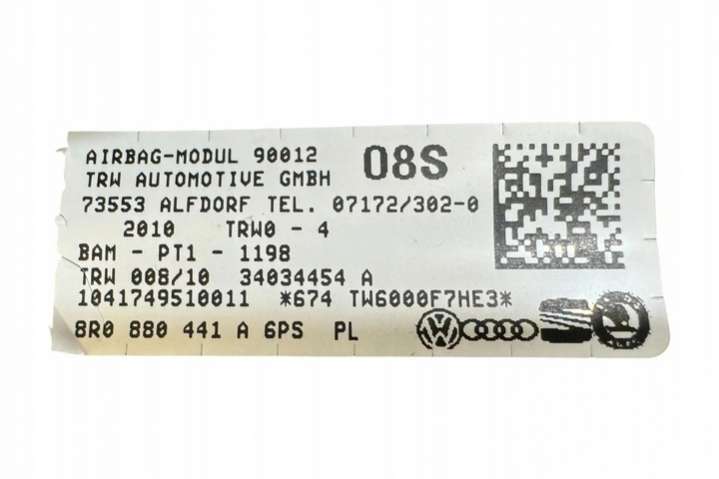 AIRBAG-MODUL 90012 08S
TRW AUTOMOTIVE GMBH
73553 ALFDORF TEL. 07172/302-0
2010 TRW0 - 4
BAM - PT1 - 1198
TRW 008/10 34034454 A
1041749510011 *674 TW6000F7HE3*
8R0 880 441 A 6PS PL